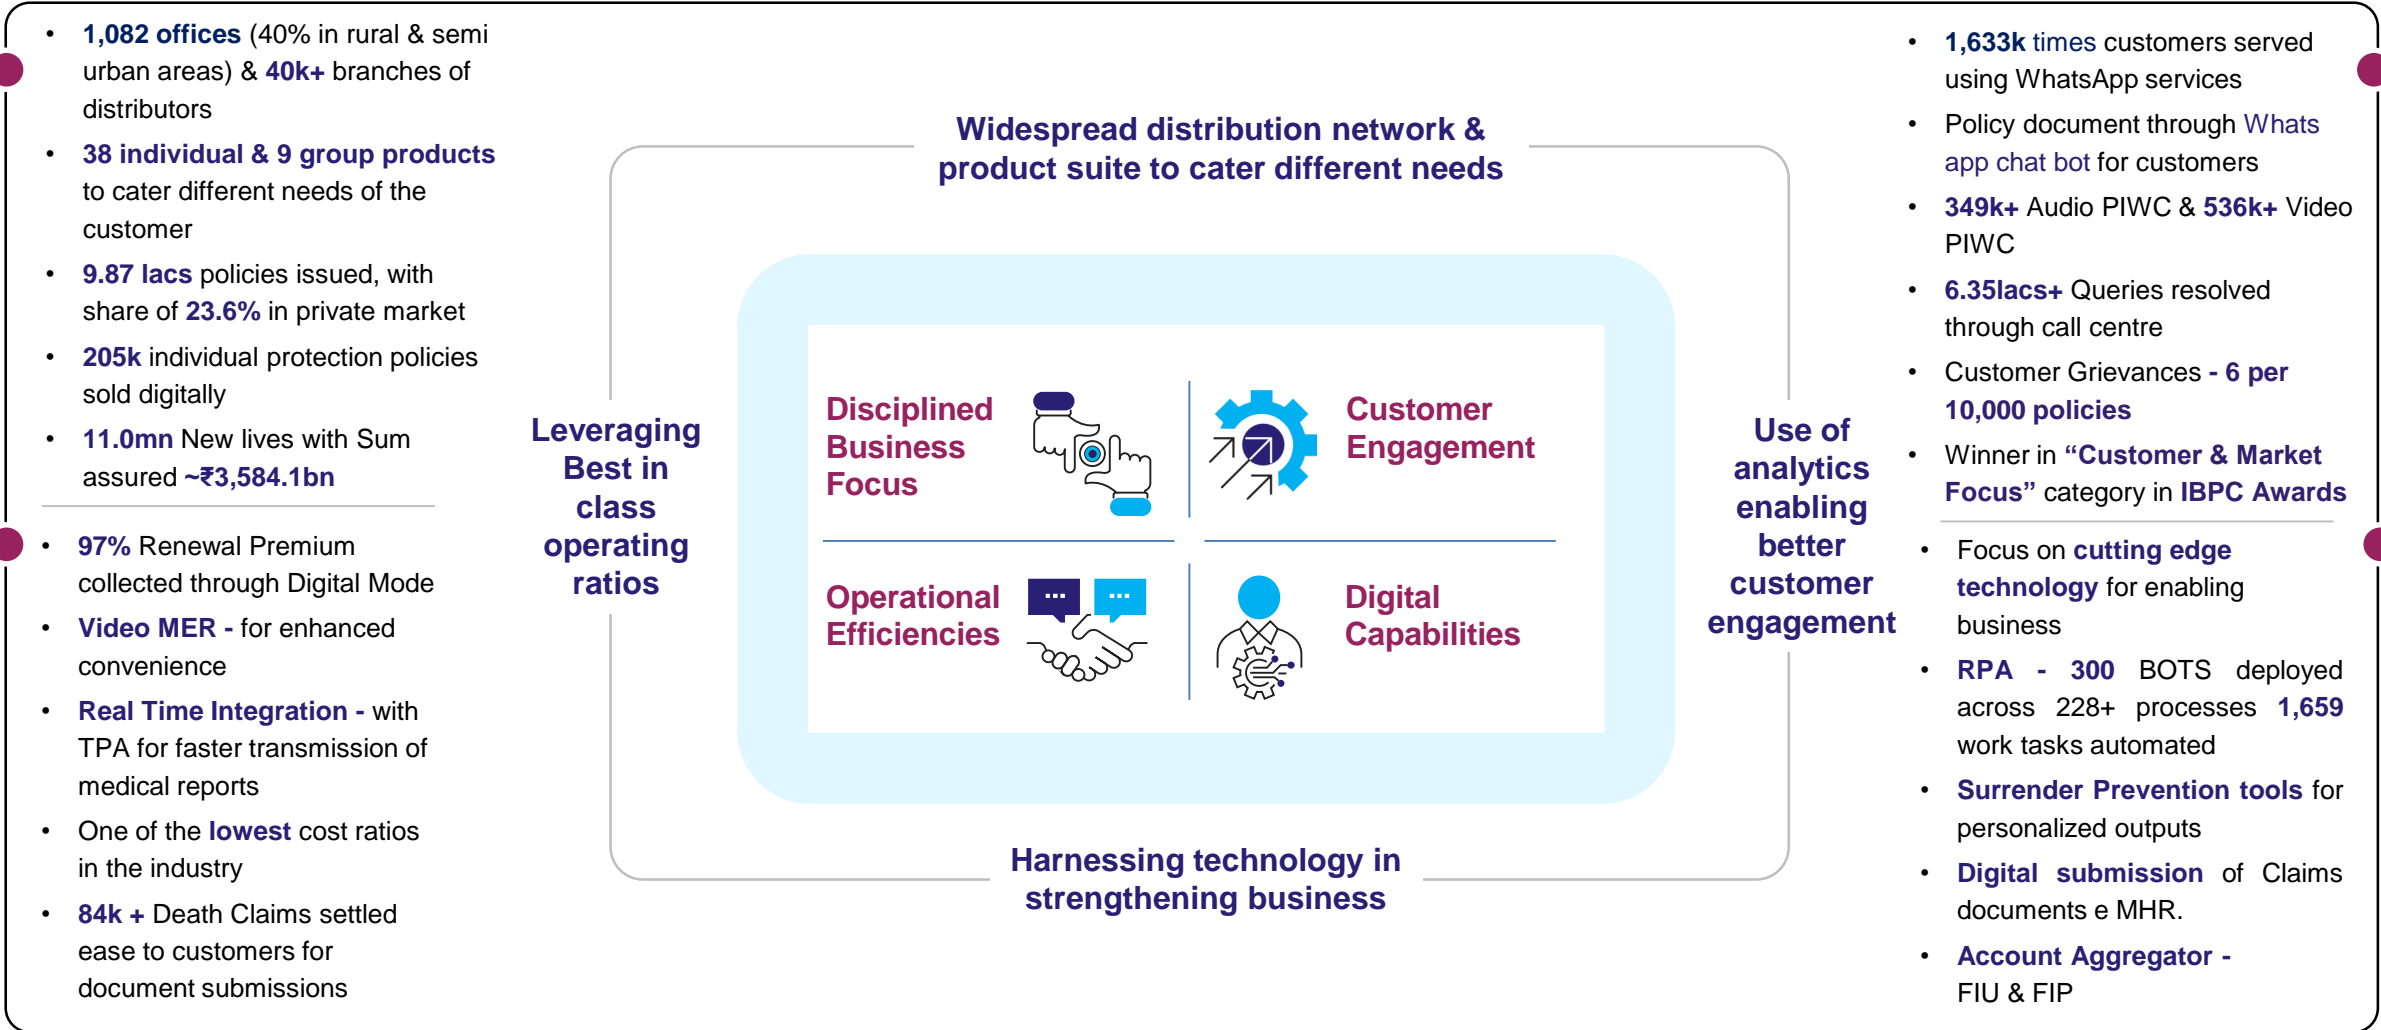 • 1,082 offices (40% in rural & semi
urban areas) & 40k+ branches of
distributors
• 38 individual & 9 group products
to cater different needs of the
customer
• 9.87 lacs policies issued, with
share of 23.6% in private market
• 205k individual protection policies
sold digitally
• 11.0mn New lives with Sum
assured ~₹3,584.1bn
• 97% Renewal Premium
collected through Digital Mode
• Video MER - for enhanced
convenience
• Real Time Integration - with
TPA for faster transmission of
medical reports
• One of the lowest cost ratios
in the industry
• 84k + Death Claims settled
ease to customers for
document submissions
Widespread distribution network &
product suite to cater different needs
Leveraging
Best in
class
operating
ratios
Disciplined
Business
Focus
Customer
Engagement
Operational
Efficiencies
Digital
Capabilities
Use of
analytics
enabling
better
customer
engagement
Harnessing technology in
strengthening business
• 1,633k times customers served
using WhatsApp services
• Policy document through Whats
app chat bot for customers
• 349k+ Audio PIWC & 536k+ Video
PIWC
• 6.35lacs+ Queries resolved
through call centre
• Customer Grievances - 6 per
10,000 policies
• Winner in “Customer & Market
Focus” category in IBPC Awards
• Focus on cutting edge
technology for enabling
business
• RPA - 300 BOTS deployed
across 228+ processes 1,659
work tasks automated
• Surrender Prevention tools for
personalized outputs
• Digital submission of Claims
documents e MHR.
• Account Aggregator -
FIU & FIP